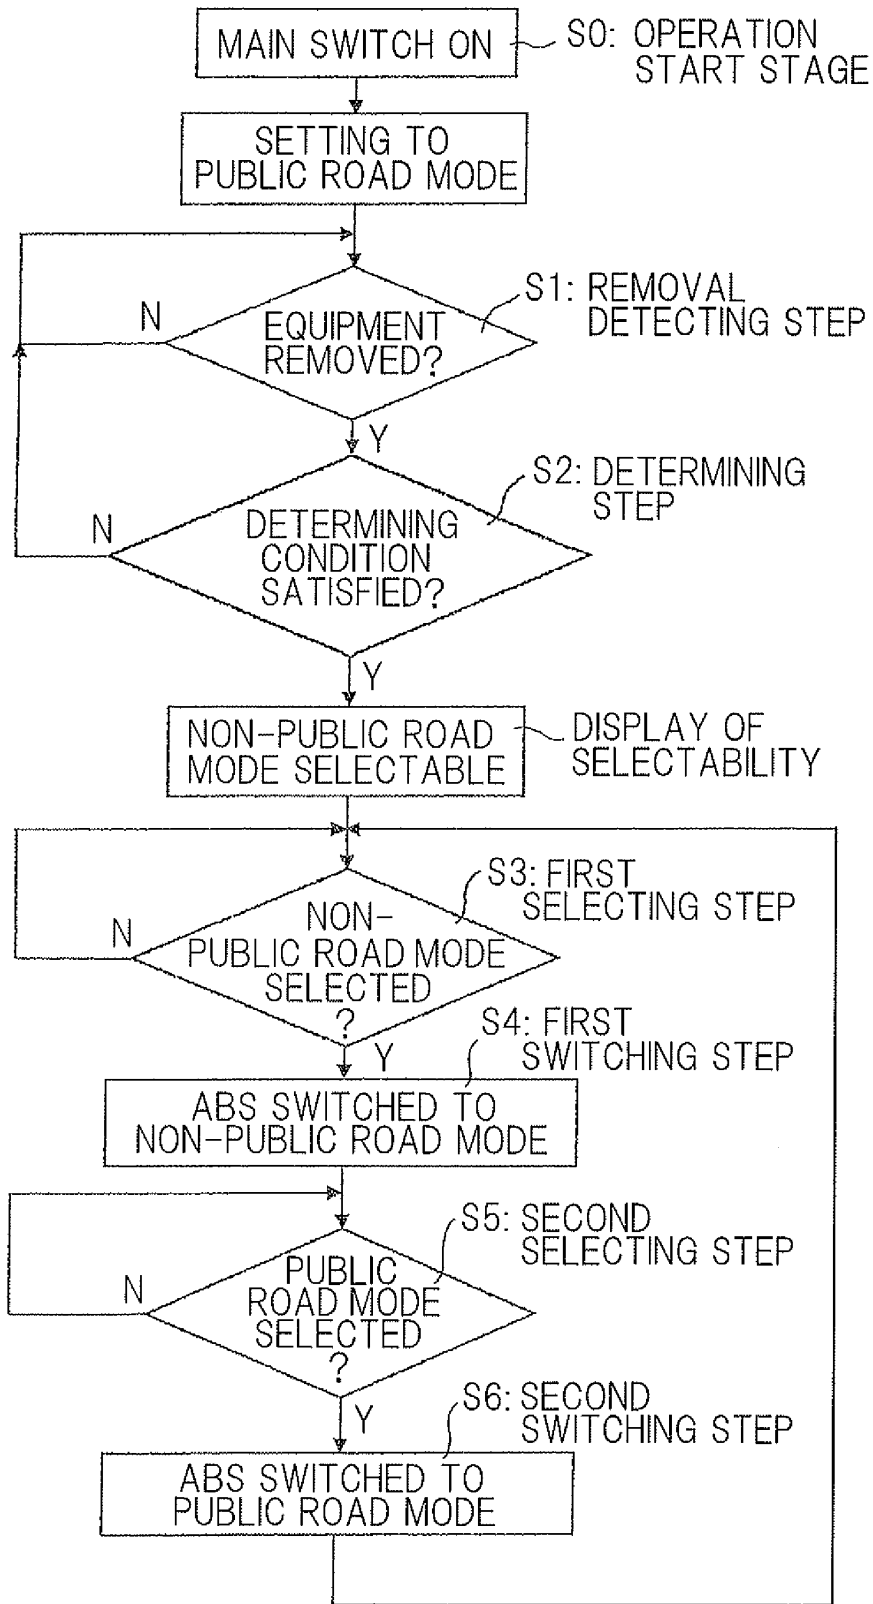 MAIN SWITCH ON
S0: OPERATION
START STAGE
SETTING TO
PUBLIC ROAD MODE
N
EQUIPMENT
REMOVED?
S1: REMOVAL
DETECTING STEP
Y
S2: DETERMINING
STEP
N
DETERMINING
CONDITION
SATISFIED?
Y
NON-PUBLIC ROAD
MODE SELECTABLE
DISPLAY OF
SELECTABILITY
S3: FIRST
SELECTING STEP
N
NON-
PUBLIC ROAD MODE
SELECTED
?
Y
S4: FIRST
SWITCHING STEP
ABS SWITCHED TO
NON-PUBLIC ROAD MODE
S5: SECOND
SELECTING STEP
N
PUBLIC
ROAD MODE
SELECTED
?
Y
S6: SECOND
SWITCHING STEP
ABS SWITCHED TO
PUBLIC ROAD MODE